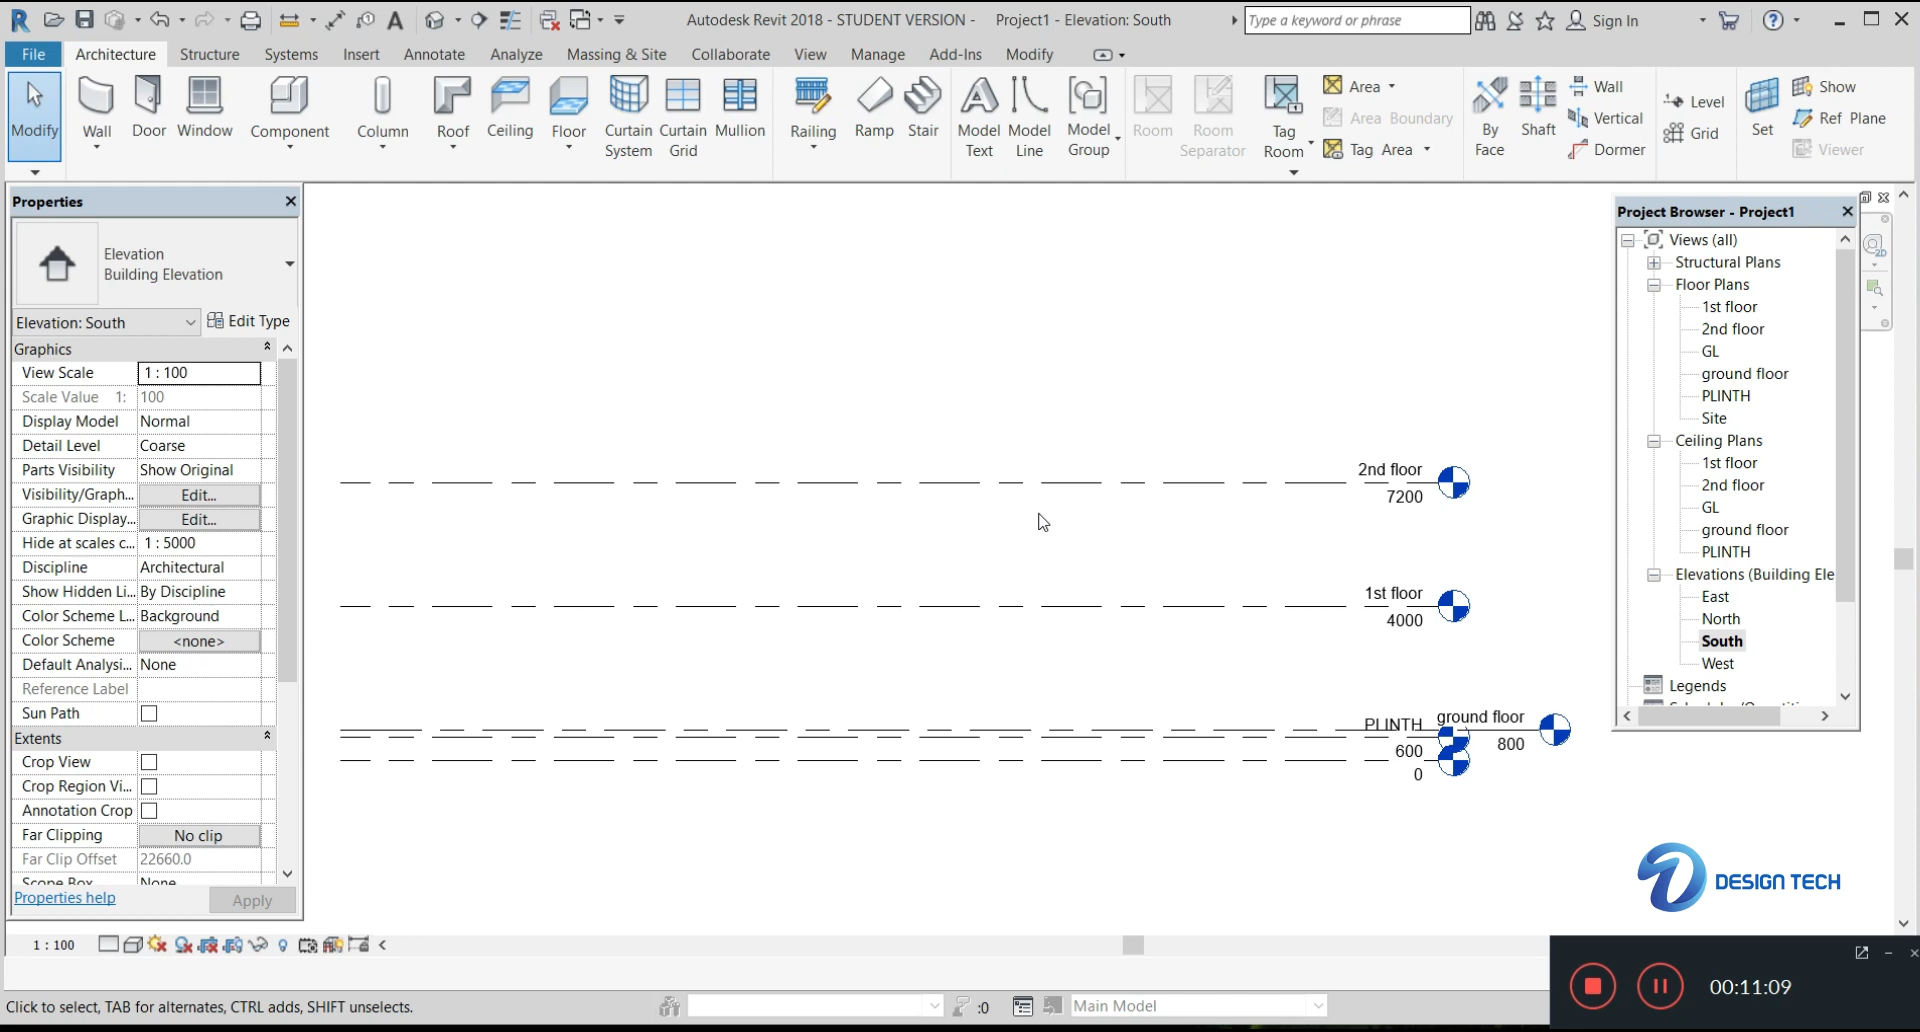 Autodesk Revit 2018 - STUDENT VERSION - Project1 - Elevation: South
Type a keyword or phrase
Sign In
File Architecture Structure Systems Insert Annotate Analyze Massing & Site Collaborate View Manage Add-Ins Modify
Modify
Wall
Door
Window
Component
Column
Roof
Ceiling
Floor
Curtain System
Curtain Grid
Mullion
Railing
Ramp
Stair
Model Text
Model Line
Model Group
Room
Room Separator
Tag Room
Area
Area Boundary
Tag Area
By Face
Shaft
Wall
Vertical
Dormer
Level
Grid
Set
Show
Ref Plane
Viewer
Properties
Elevation
Building Elevation
Elevation: South
Edit Type
Graphics
View Scale 1 : 100
Scale Value 1: 100
Display Model Normal
Detail Level Coarse
Parts Visibility Show Original
Visibility/Graph... Edit...
Graphic Display... Edit...
Hide at scales c... 1 : 5000
Discipline Architectural
Show Hidden Li... By Discipline
Color Scheme L... Background
Color Scheme <none>
Default Analysi... None
Reference Label
Sun Path
Extents
Crop View
Crop Region Vi...
Annotation Crop
Far Clipping No clip
Far Clip Offset 22660.0
Scope Box None
Properties help
Apply
2nd floor
7200
1st floor
4000
PLINTH
600
ground floor
800
0
Project Browser - Project1
Views (all)
Structural Plans
Floor Plans
1st floor
2nd floor
GL
ground floor
PLINTH
Site
Ceiling Plans
1st floor
2nd floor
GL
ground floor
PLINTH
Elevations (Building Ele
East
North
South
West
Legends
2D
DESIGN TECH
1 : 100
Click to select, TAB for alternates, CTRL adds, SHIFT unselects.
:0
Main Model
00:11:09